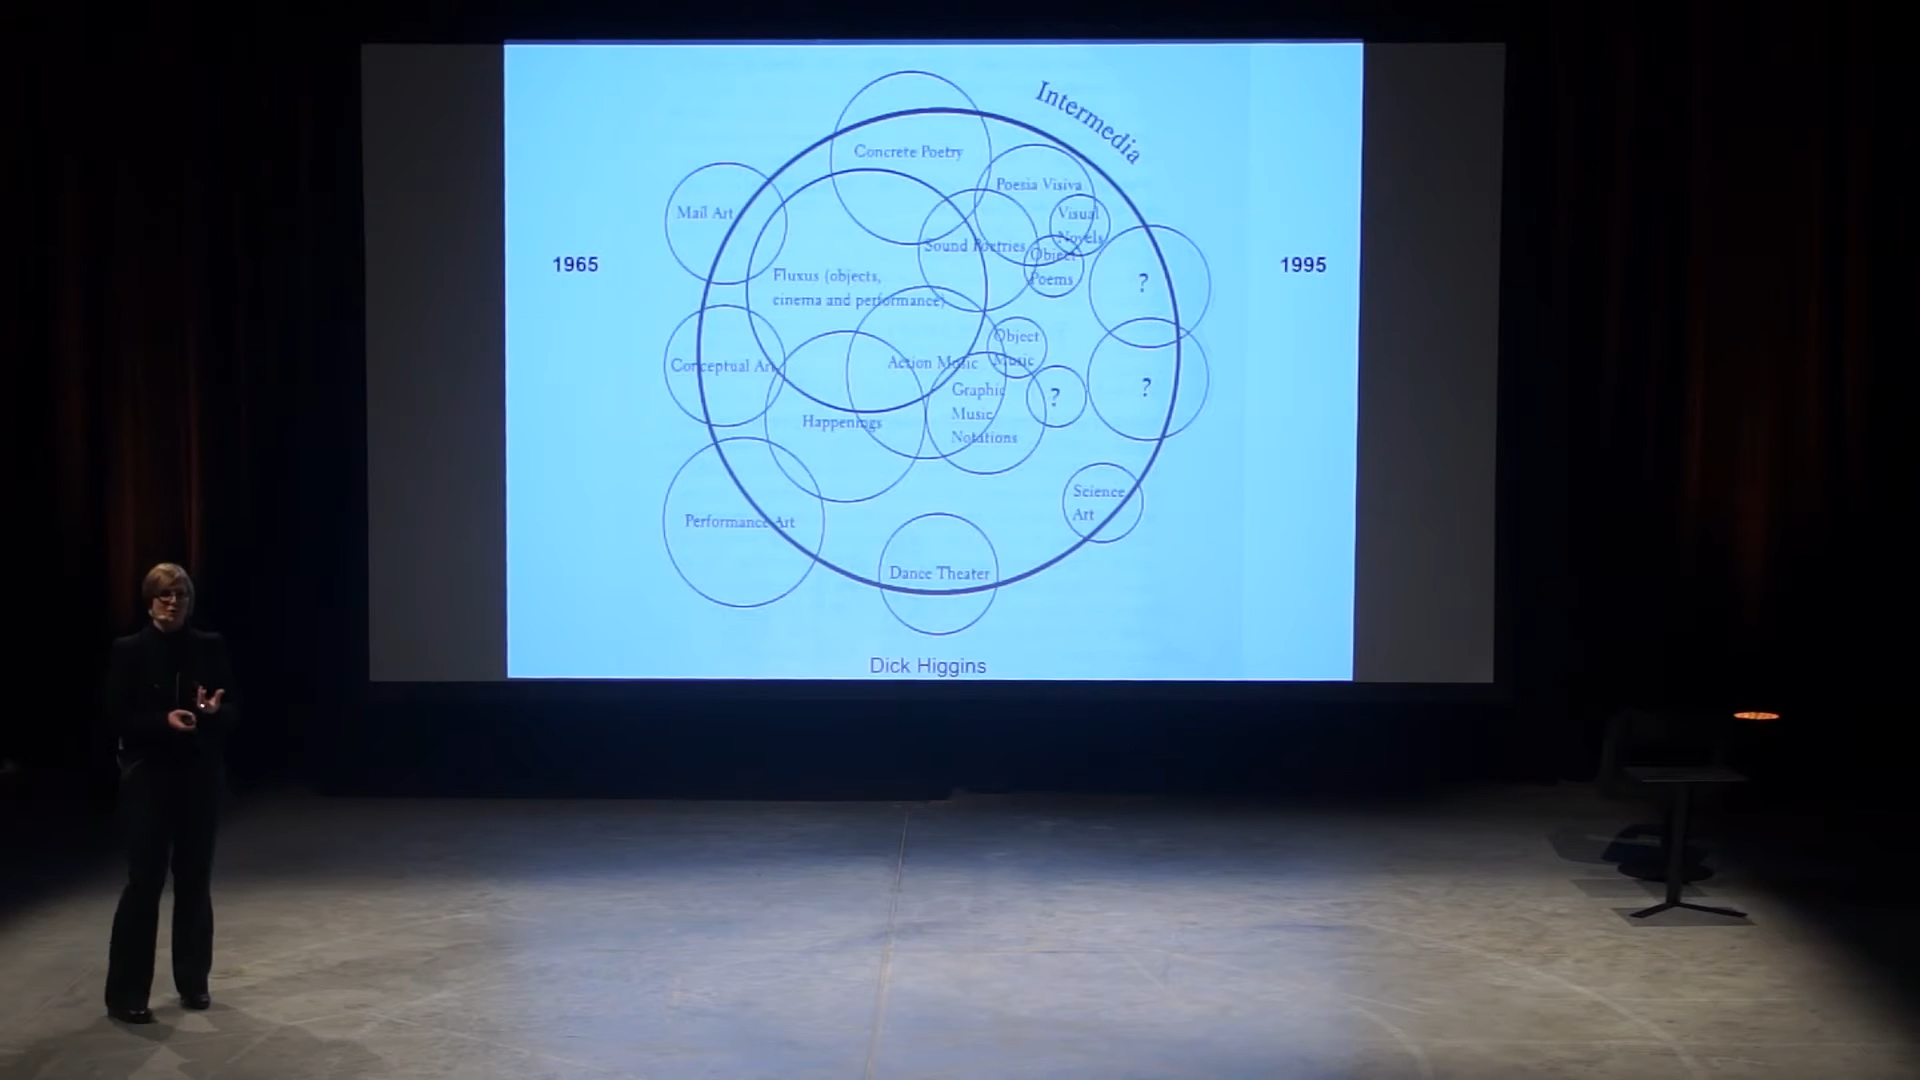 Intermedia
Concrete Poetry
Poesia Visiva
Mail Art
Visual
Novels
Sound Poetries
Object
Poems
1965
1995
Fluxus (objects,
cinema and performance)
?
Object
Music
Conceptual Art
Action Music
Graphic
Music
Notations
?
?
Happenings
Science
Art
Performance Art
Dance Theater
Dick Higgins